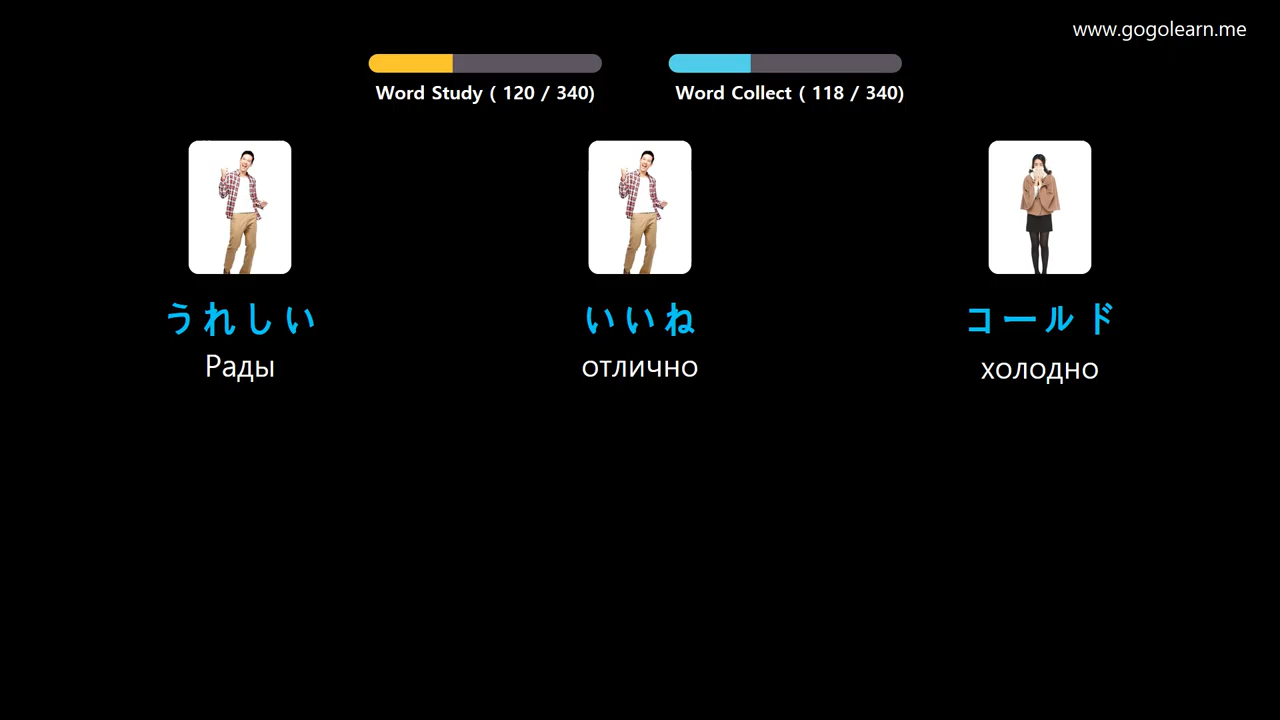 www.gogolearn.me
Word Study ( 120 / 340)
Word Collect ( 118 / 340)
うれしい
Рады
いいね
отлично
コールド
холодно